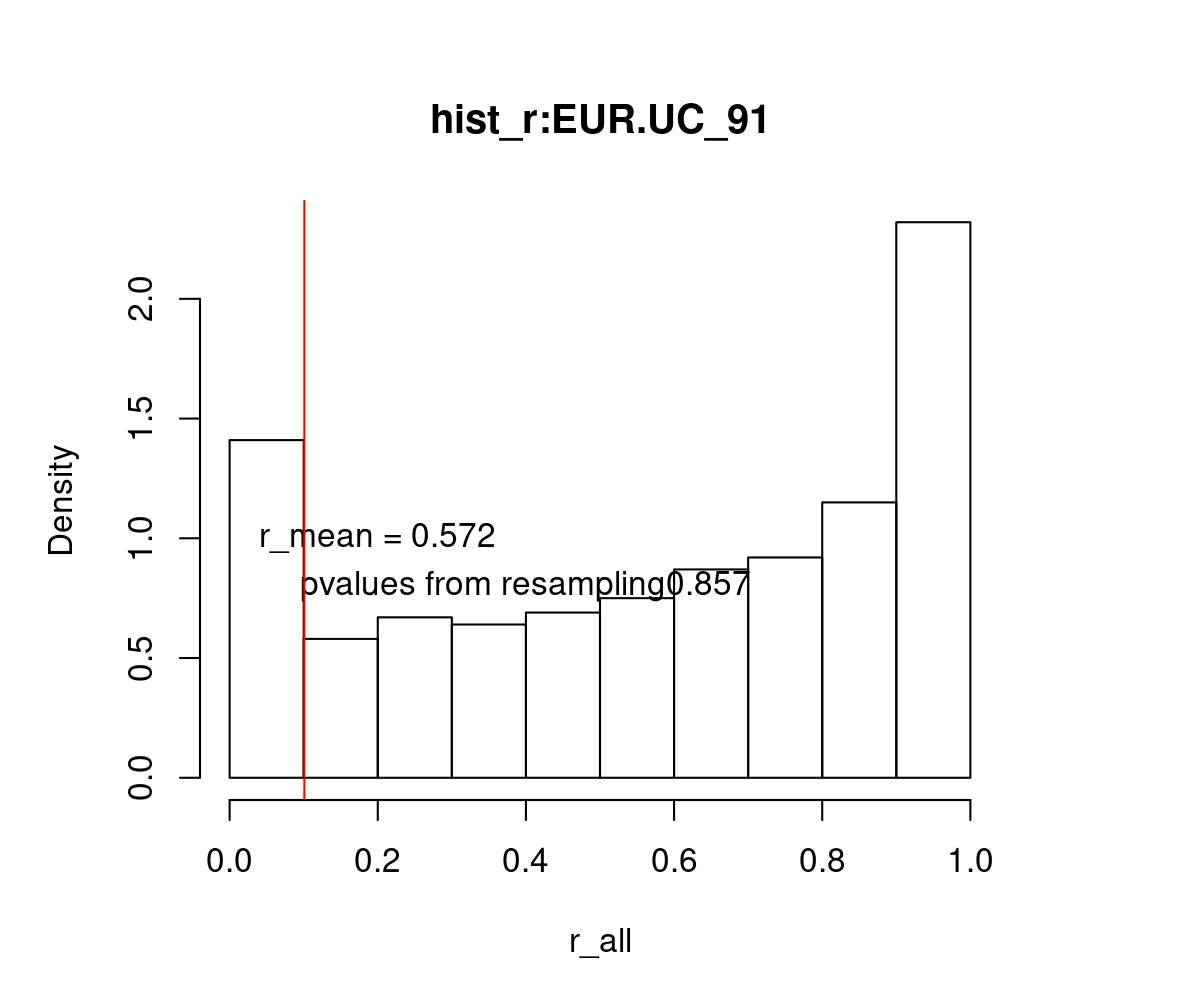 hist_r:EUR.UC_91
Density
2.0
1.5
1.0
0.5
0.0
r_mean = 0.572
pvalues from resampling0.857
0.0 0.2 0.4 0.6 0.8 1.0
r_all